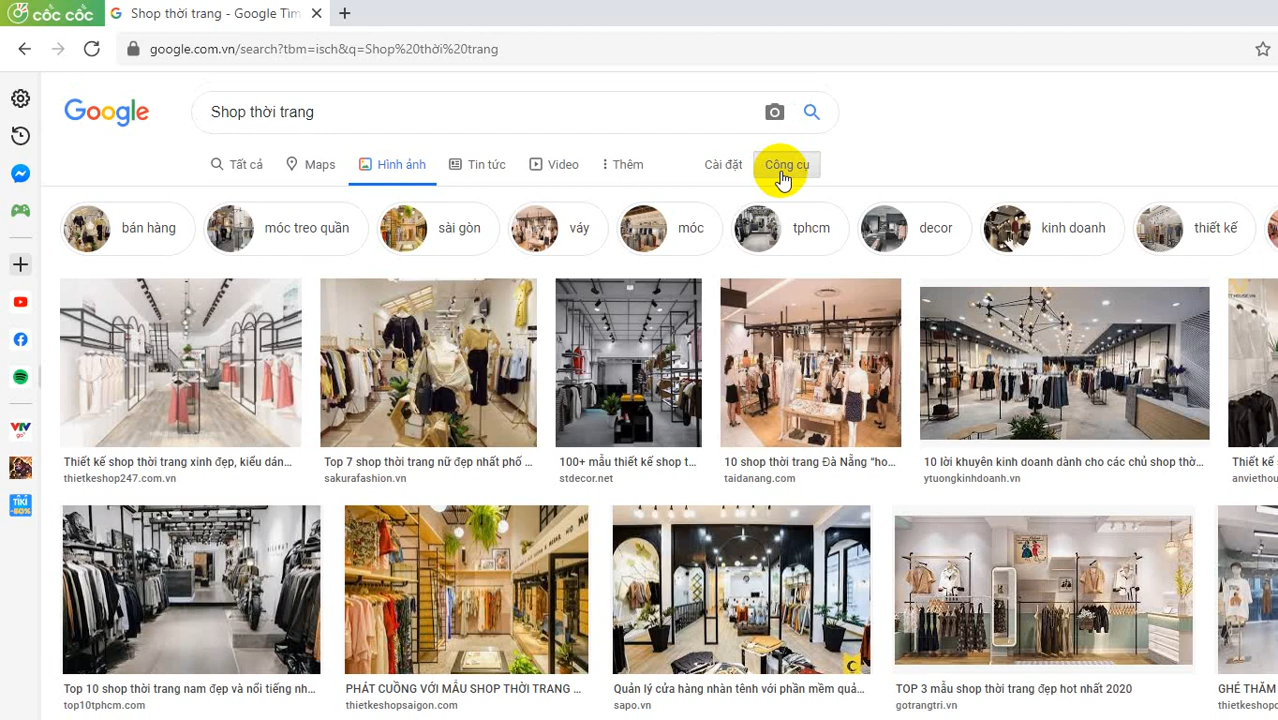 cốc cốc
Shop thời trang - Google Tìm
google.com.vn/search?tbm=isch&q=Shop%20thời%20trang
Google
Shop thời trang
Tất cả
Maps
Hình ảnh
Tin tức
Video
Thêm
Cài đặt
Công cụ
bán hàng
móc treo quần
sài gòn
váy
móc
tphcm
decor
kinh doanh
thiết kế
Thiết kế shop thời trang xinh đẹp, kiểu dán...
thietkeshop247.com.vn
Top 7 shop thời trang nữ đẹp nhất phố ...
sakurafashion.vn
100+ mẫu thiết kế shop t...
stdecor.net
10 shop thời trang Đà Nẵng "ho...
taidanang.com
10 lời khuyên kinh doanh dành cho các chủ shop thờ...
ytuongkinhdoanh.vn
Thiết kế
anviethou
VTV
go
TIKI
-80%
Top 10 shop thời trang nam đẹp và nổi tiếng nh...
top10tphcm.com
PHÁT CUỒNG VỚI MẪU SHOP THỜI TRANG ...
thietkeshopsaigon.com
Quản lý cửa hàng nhàn tênh với phần mềm quả...
sapo.vn
TOP 3 mẫu shop thời trang đẹp hot nhất 2020
gotrangtri.vn
GHÉ THĂM
thietkeshopc